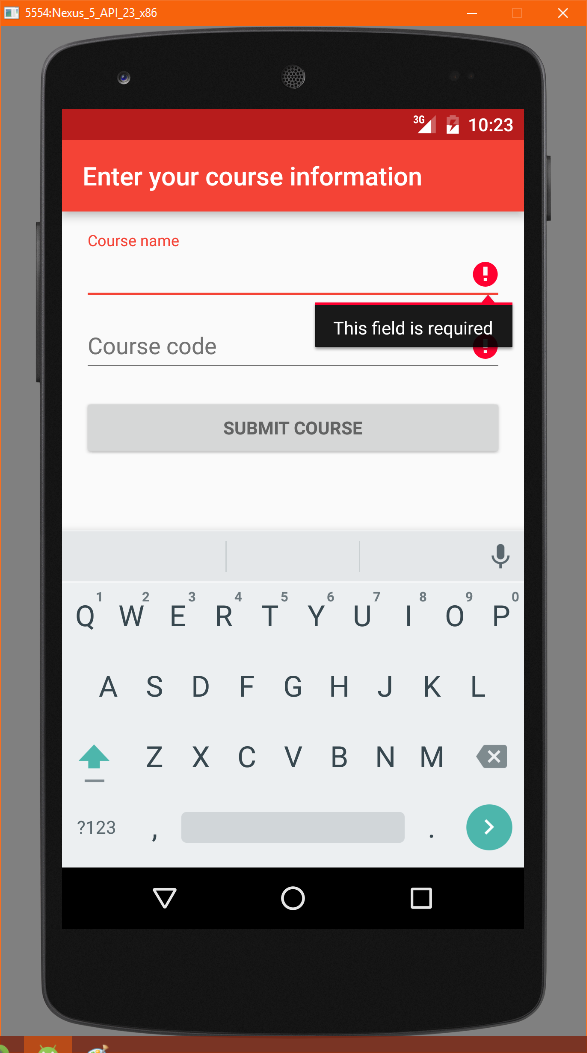 5554:Nexus_5_API_23_x86
3G 10:23
Enter your course information
Course name
This field is required
Course code
SUBMIT COURSE
1 2 3 4 5 6 7 8 9 0
Q W E R T Y U I O P
A S D F G H J K L
Z X C V B N M
?123 , .